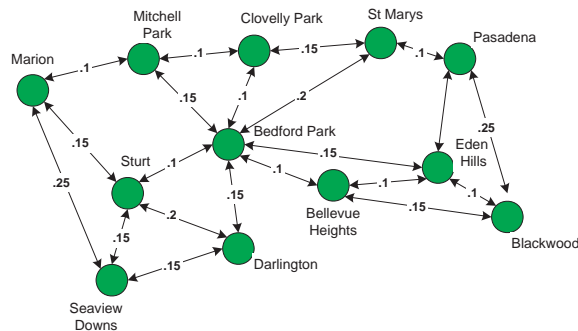 Mitchell
Park
Clovelly Park
St Marys
Pasadena
Marion
.1
.1
.15
.1
.15
.1
.2
.25
.15
Bedford Park
.25
Sturt
.1
.15
Eden
Hills
.1
.1
.1
.15
.2
.15
.15
Bellevue
Heights
Blackwood
.15
Darlington
Seaview
Downs